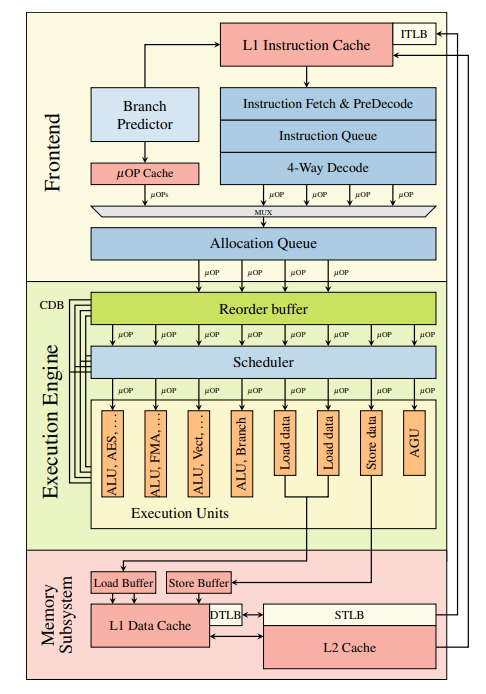 Frontend
L1 Instruction Cache
ITLB
Branch
Predictor
Instruction Fetch & PreDecode
Instruction Queue
4-Way Decode
μOP Cache
μOPs
μOP μOP μOP μOP
MUX
Allocation Queue
μOP μOP μOP μOP
Execution Engine
CDB
Reorder buffer
μOP μOP μOP μOP μOP μOP μOP μOP
Scheduler
μOP μOP μOP μOP μOP μOP μOP μOP
ALU, AES, ...
ALU, FMA, ...
ALU, Vect, ...
ALU, Branch
Load data
Load data
Store data
AGU
Execution Units
Memory
Subsystem
Load Buffer
Store Buffer
L1 Data Cache
DTLB
STLB
L2 Cache